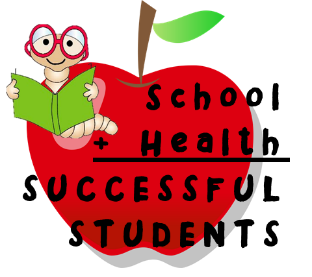 School
+ Health
SUCCESSFUL
STUDENTS